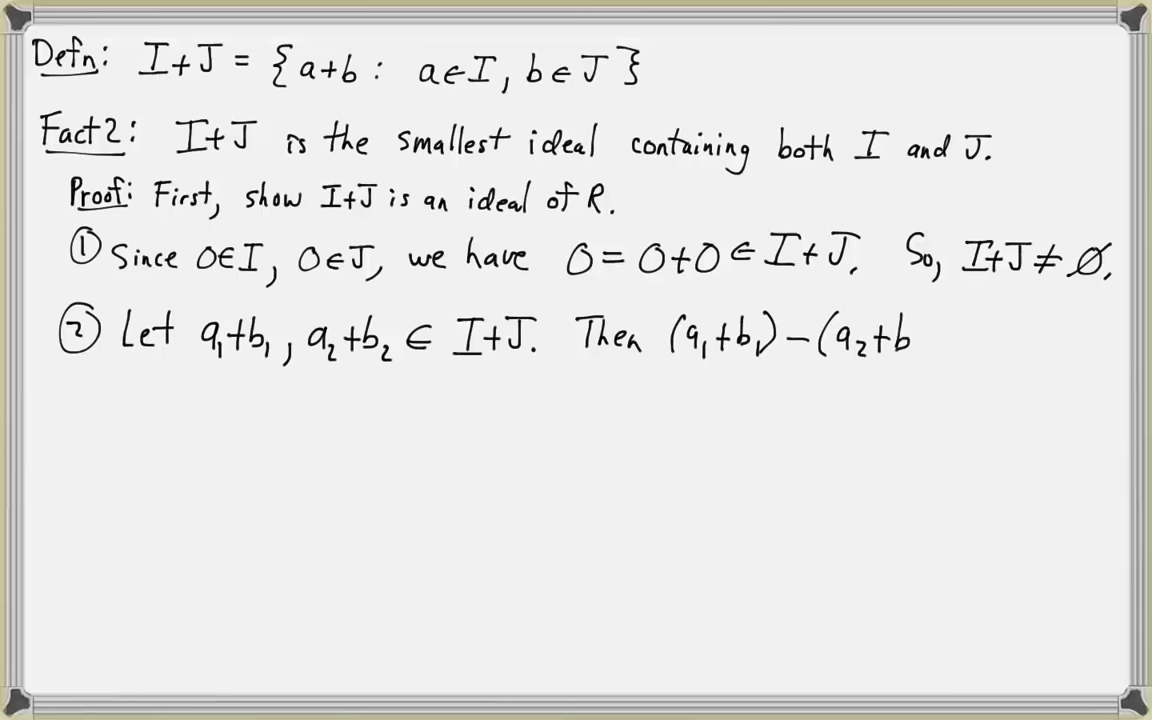 Defn: I+J = {a+b : a∈I, b∈J}
Fact 2: I+J is the smallest ideal containing both I and J.
Proof: First, show I+J is an ideal of R.
① Since 0∈I, 0∈J, we have 0 = 0+0 ∈ I+J. So, I+J ≠ ∅.
② Let a₁+b₁, a₂+b₂ ∈ I+J. Then (a₁+b₁) − (a₂+b